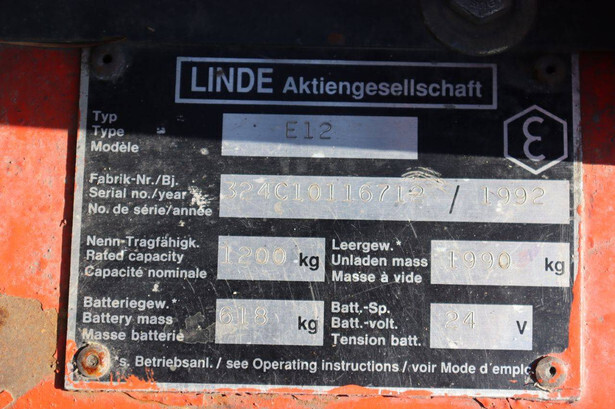 LINDE Aktiengesellschaft
Typ
Type
Modèle
E12
ε
Fabrik-Nr./Bj.
Serial no./year
No. de série/année
/ 1992
Nenn-Tragfähigk.
Rated capacity
Capacité nominale
1200 kg
Leergew.*
Unladen mass
Masse à vide
1990 kg
Batteriegew.*
Battery mass
Masse batterie
618 kg
Batt.-Sp.
Batt.-volt.
Tension batt.
24 V
s. Betriebsanl. / see Operating instructions / voir Mode d'emploi